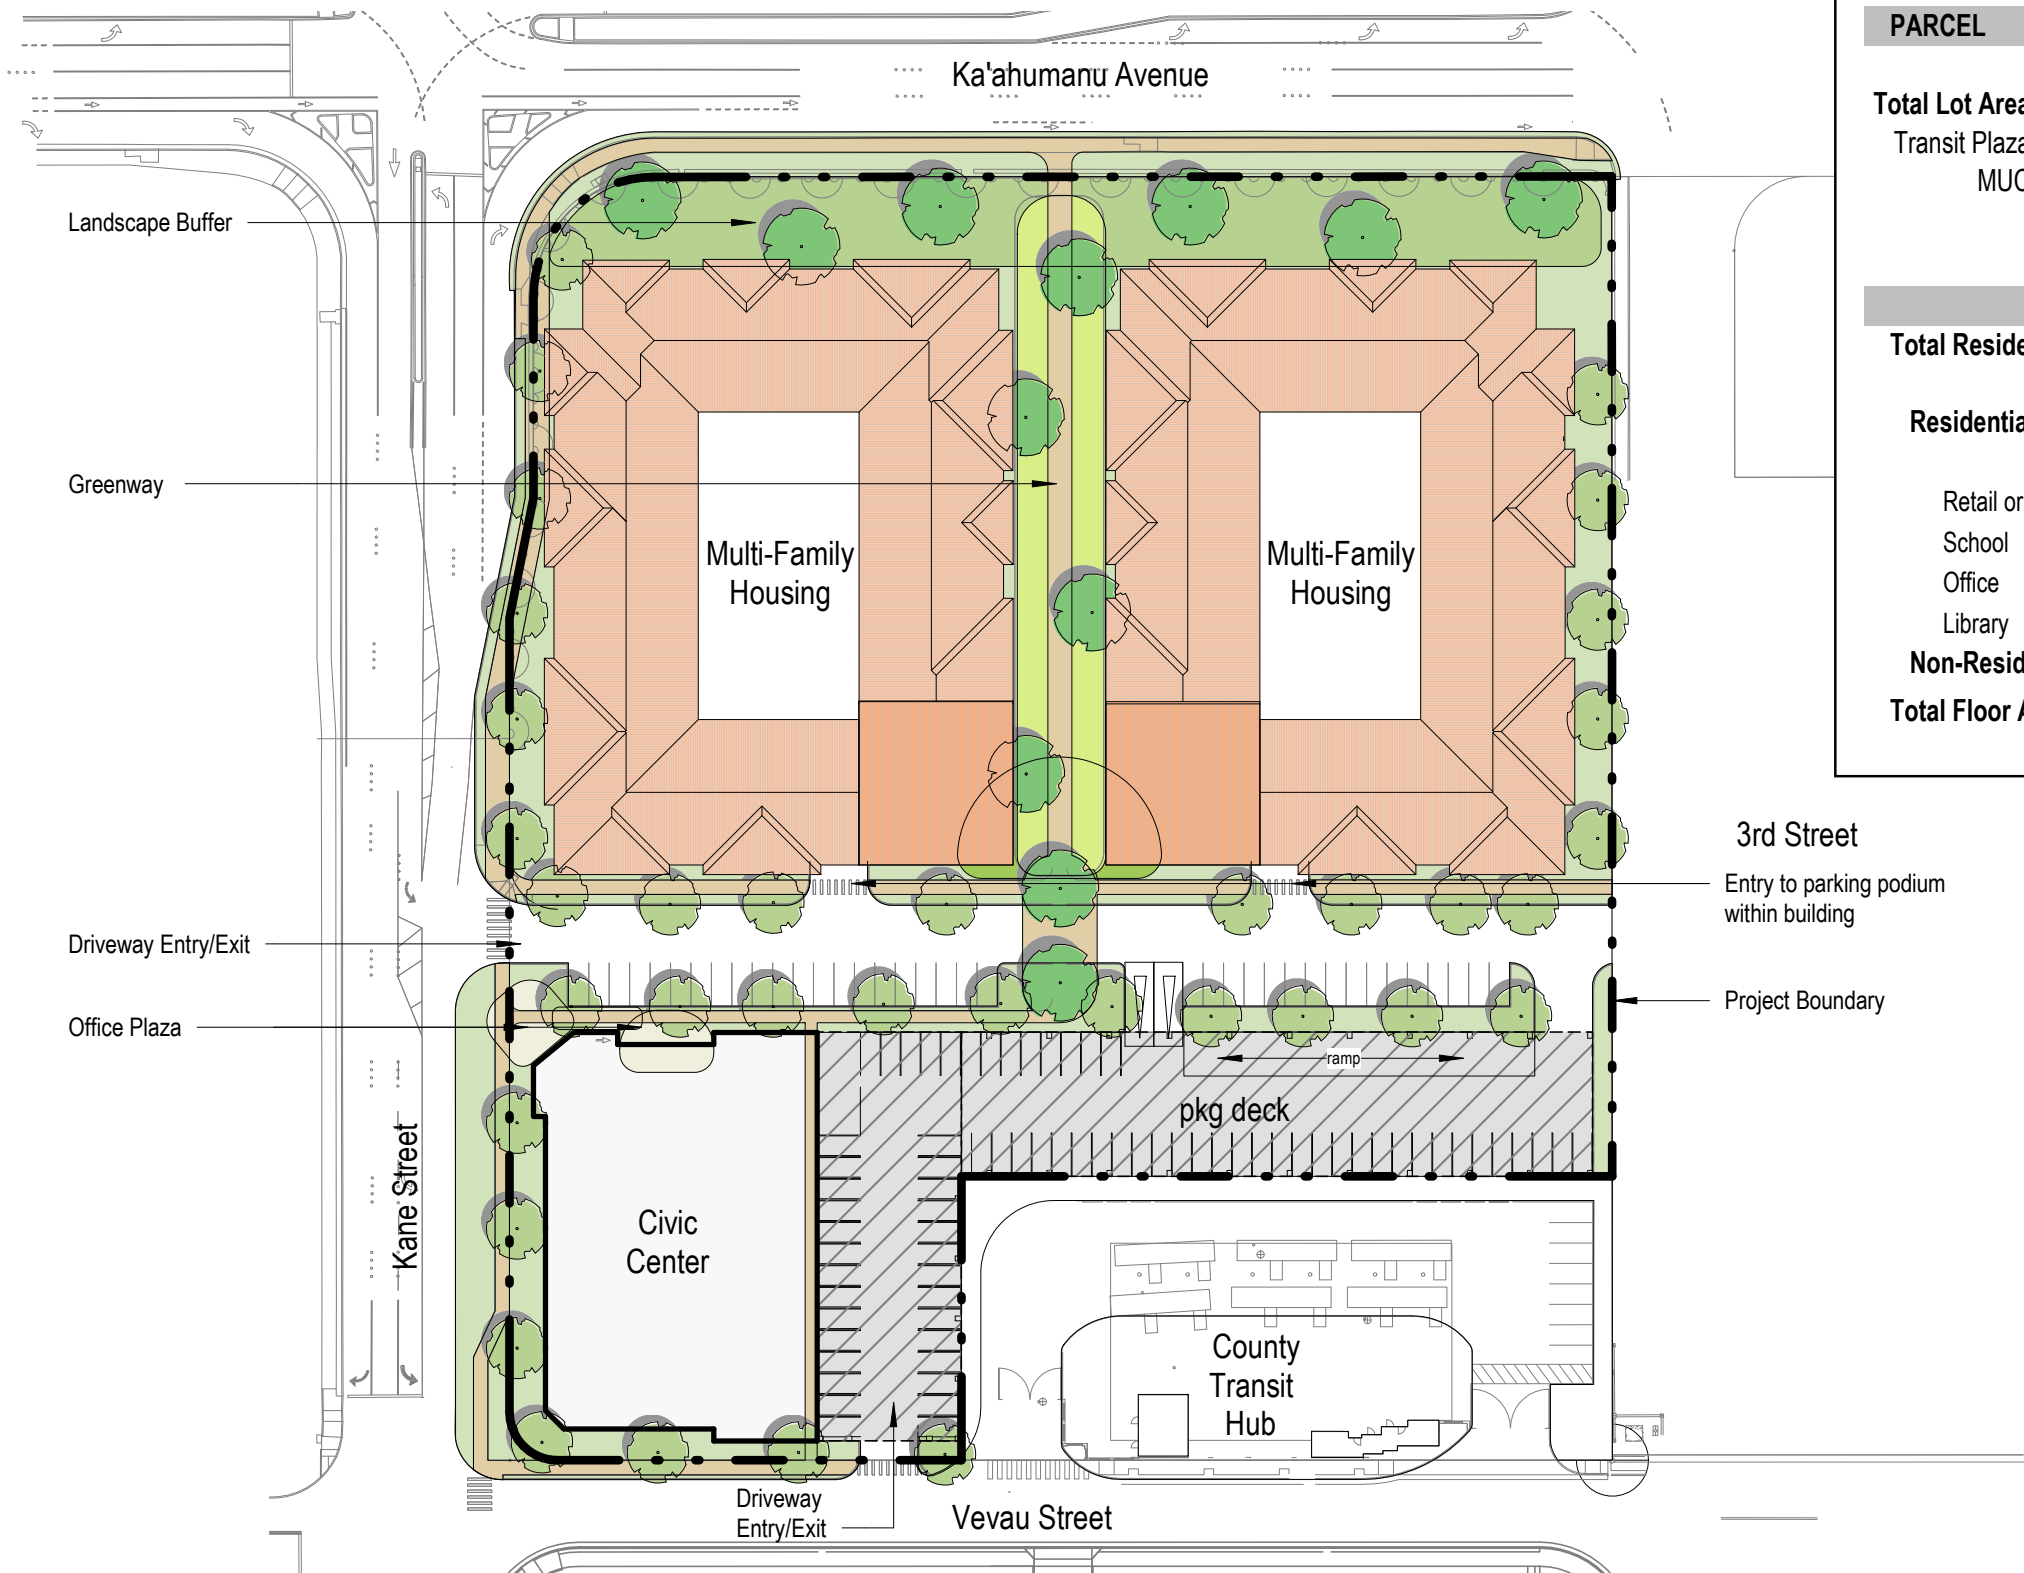 PARCEL
Ka'ahumanu Avenue
Total Lot Area
Transit Plaza
MUC
Landscape Buffer
Total Reside
Residentia
Greenway
Retail or
School
Office
Library
Non-Resid
Total Floor A
Multi-Family
Housing
Multi-Family
Housing
3rd Street
Entry to parking podium
within building
Driveway Entry/Exit
Project Boundary
Office Plaza
ramp
pkg deck
Kane Street
Civic
Center
County
Transit
Hub
Driveway
Entry/Exit
Vevau Street